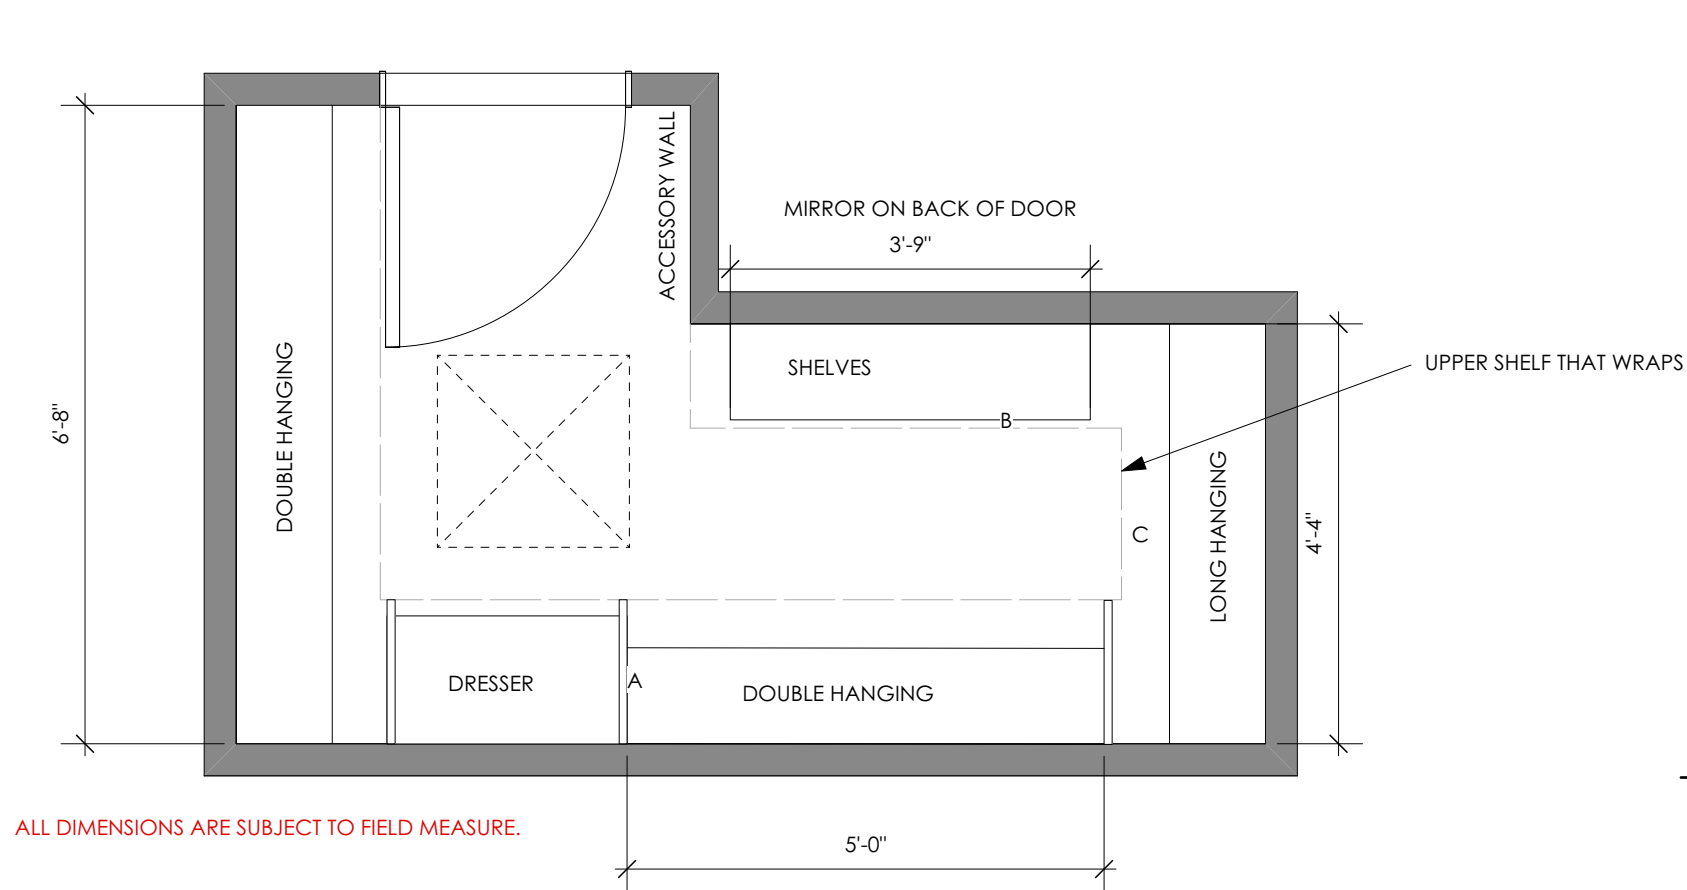 ACCESSORY WALL
MIRROR ON BACK OF DOOR
3'-9"
SHELVES
UPPER SHELF THAT WRAPS
6'-8"
DOUBLE HANGING
B
C
LONG HANGING
4'-4"
DRESSER
A
DOUBLE HANGING
ALL DIMENSIONS ARE SUBJECT TO FIELD MEASURE.
5'-0"